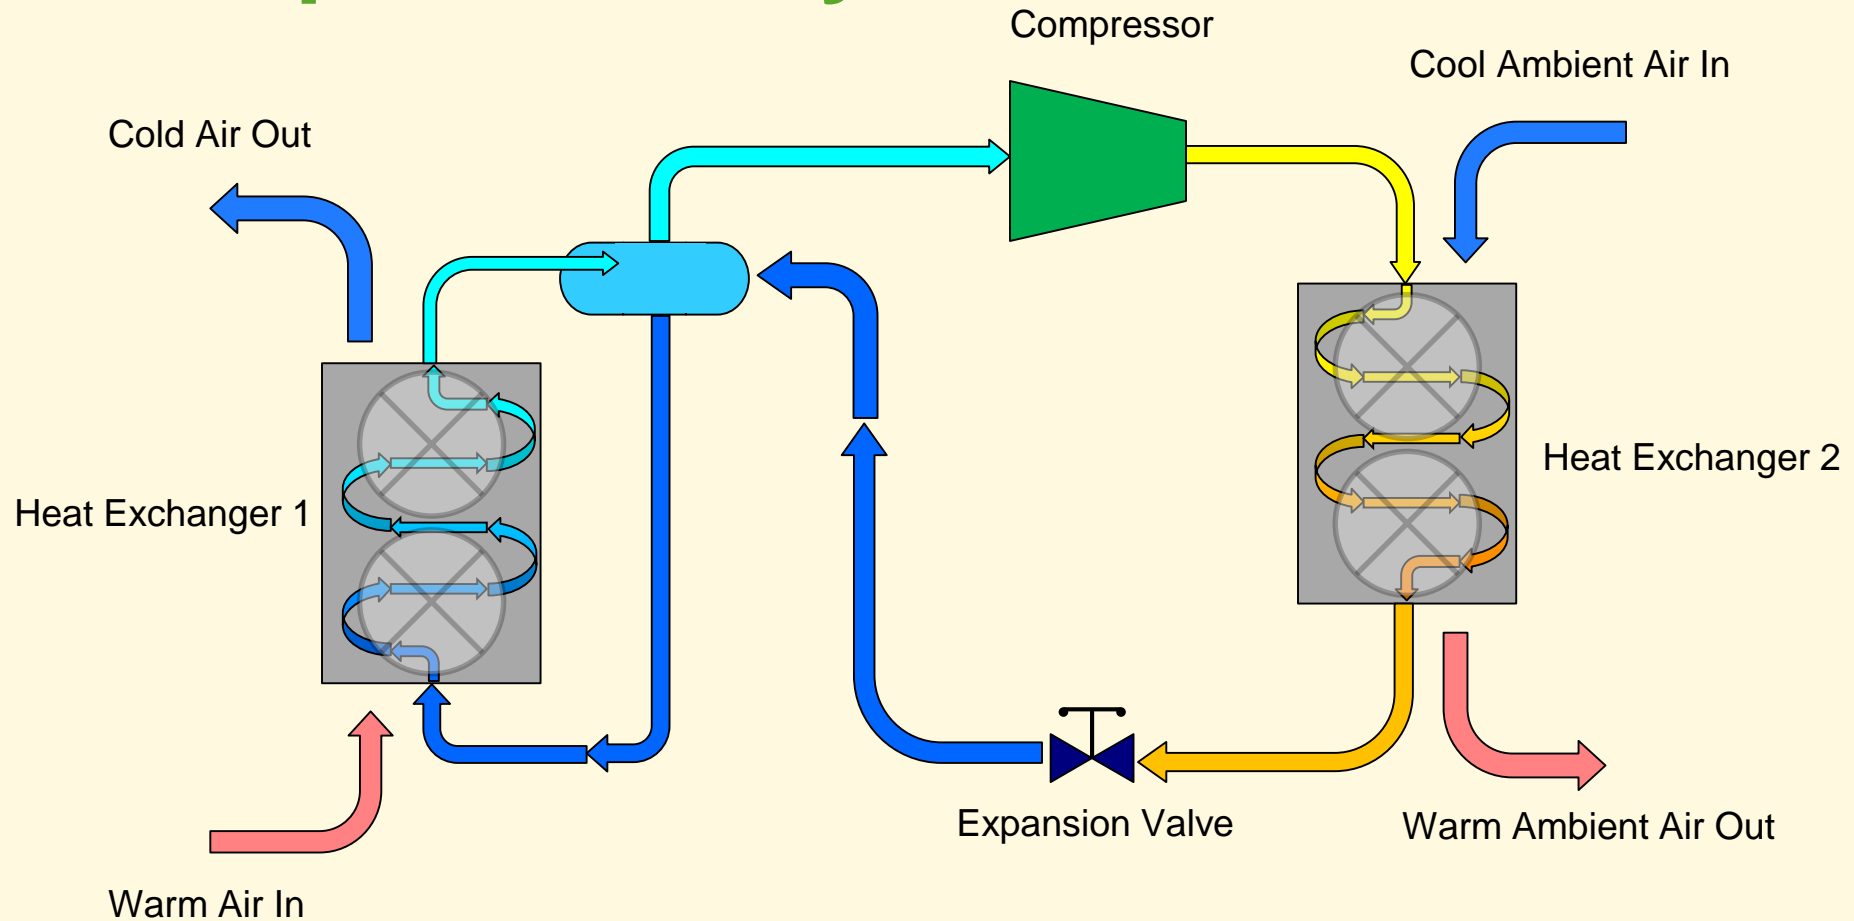 Compressor
Cool Ambient Air In
Cold Air Out
Heat Exchanger 2
Heat Exchanger 1
Expansion Valve
Warm Ambient Air Out
Warm Air In